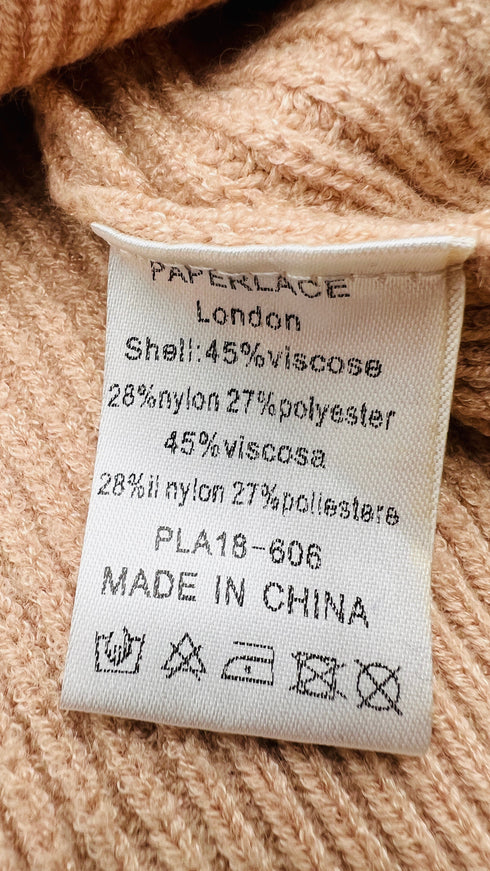 PAPERLACE
London
Shell:45%viscose
28%nylon 27%polyester
45%viscosa
28%il nylon 27%poliestere
PLA18-606
MADE IN CHINA